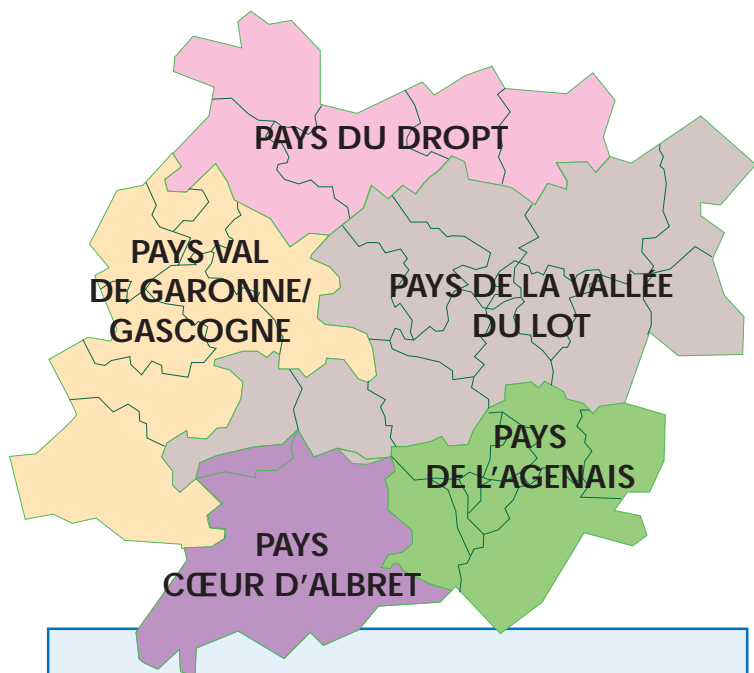 PAYS DU DROPT
PAYS VAL
DE GARONNE/
GASCOGNE
PAYS DE LA VALLÉE
DU LOT
PAYS
DE L'AGENAIS
PAYS
CŒUR D'ALBRET